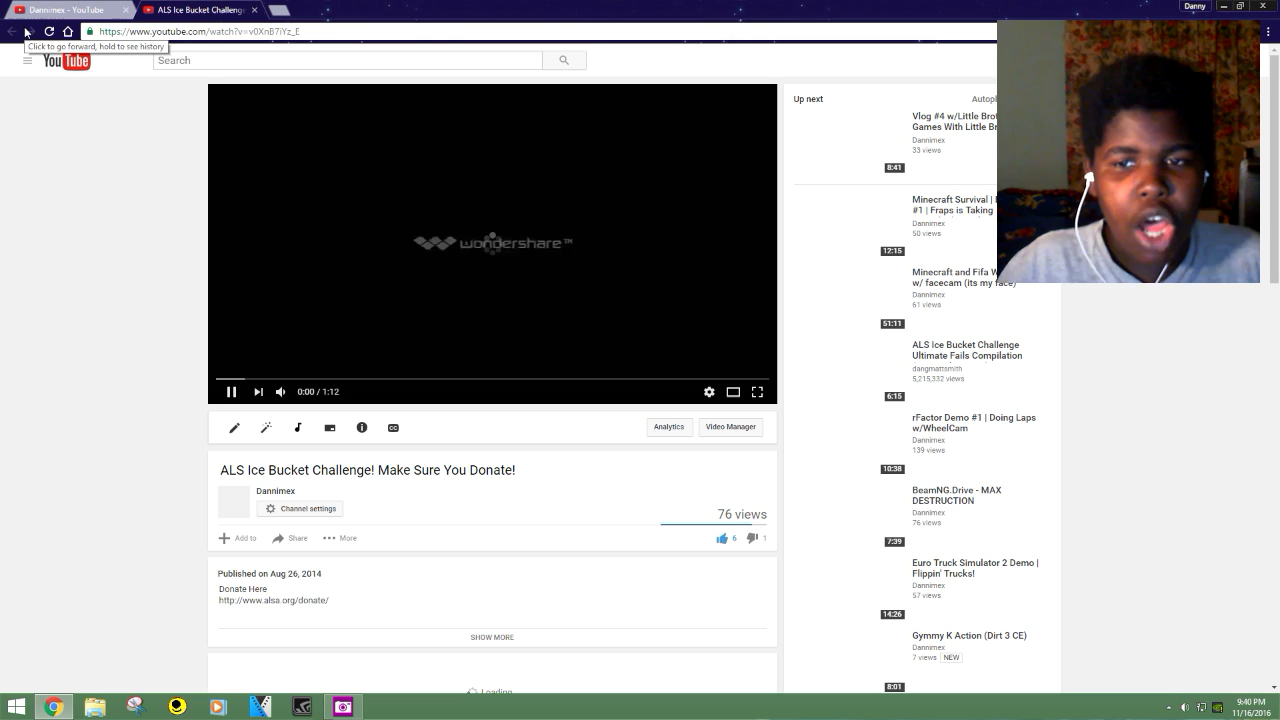 Dannimex - YouTube
ALS Ice Bucket Challenge
Danny
https://www.youtube.com/watch?v=v0XnB7iYz_E
Click to go forward, hold to see history
YouTube
Search
wondershare™
0:00 / 1:12
Analytics
Video Manager
ALS Ice Bucket Challenge! Make Sure You Donate!
Dannimex
Channel settings
76 views
Add to
Share
More
6
1
Published on Aug 26, 2014
Donate Here
http://www.alsa.org/donate/
SHOW MORE
Loading
Up next
Autopl
Vlog #4 w/Little Brot
Games With Little Br
Dannimex
33 views
8:41
Minecraft Survival |
#1 | Fraps is Taking
Dannimex
50 views
12:15
Minecraft and Fifa W
w/ facecam (its my face)
Dannimex
61 views
51:11
ALS Ice Bucket Challenge
Ultimate Fails Compilation
dangmattsmith
5,215,332 views
6:15
rFactor Demo #1 | Doing Laps
w/WheelCam
Dannimex
139 views
10:38
BeamNG.Drive - MAX
DESTRUCTION
Dannimex
76 views
7:39
Euro Truck Simulator 2 Demo |
Flippin' Trucks!
Dannimex
57 views
14:26
Gymmy K Action (Dirt 3 CE)
Dannimex
7 views NEW
8:01
9:40 PM
11/16/2016